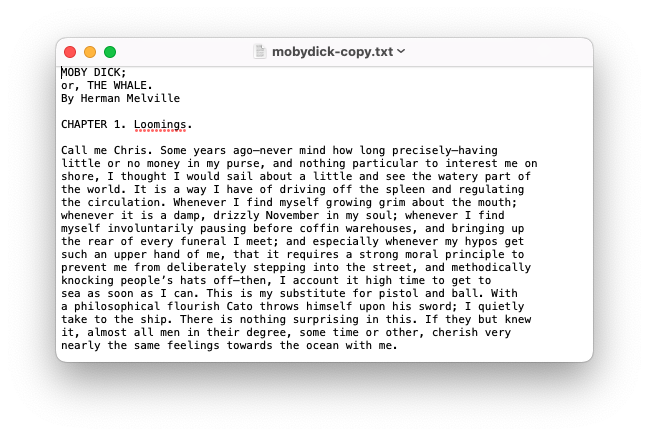 mobydick-copy.txt
MOBY DICK;
or, THE WHALE.
By Herman Melville
CHAPTER 1. Loomings.
Call me Chris. Some years ago—never mind how long precisely—having
little or no money in my purse, and nothing particular to interest me on
shore, I thought I would sail about a little and see the watery part of
the world. It is a way I have of driving off the spleen and regulating
the circulation. Whenever I find myself growing grim about the mouth;
whenever it is a damp, drizzly November in my soul; whenever I find
myself involuntarily pausing before coffin warehouses, and bringing up
the rear of every funeral I meet; and especially whenever my hypos get
such an upper hand of me, that it requires a strong moral principle to
prevent me from deliberately stepping into the street, and methodically
knocking people’s hats off—then, I account it high time to get to
sea as soon as I can. This is my substitute for pistol and ball. With
a philosophical flourish Cato throws himself upon his sword; I quietly
take to the ship. There is nothing surprising in this. If they but knew
it, almost all men in their degree, some time or other, cherish very
nearly the same feelings towards the ocean with me.